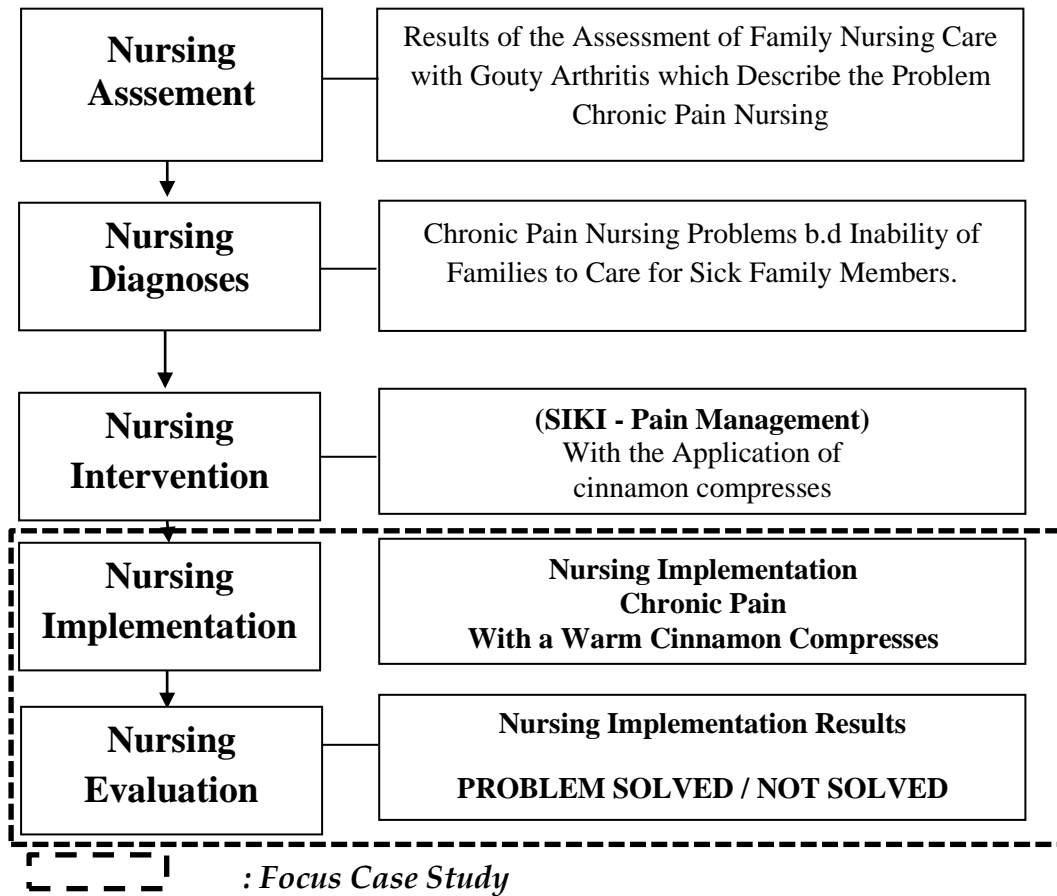 Nursing
Asssement
Results of the Assessment of Family Nursing Care
with Gouty Arthritis which Describe the Problem
Chronic Pain Nursing
Nursing
Diagnoses
Chronic Pain Nursing Problems b.d Inability of
Families to Care for Sick Family Members.
Nursing
Intervention
(SIKI - Pain Management)
With the Application of
cinnamon compresses
Nursing
Implementation
Nursing Implementation
Chronic Pain
With a Warm Cinnamon Compresses
Nursing
Evaluation
Nursing Implementation Results
PROBLEM SOLVED / NOT SOLVED
: Focus Case Study